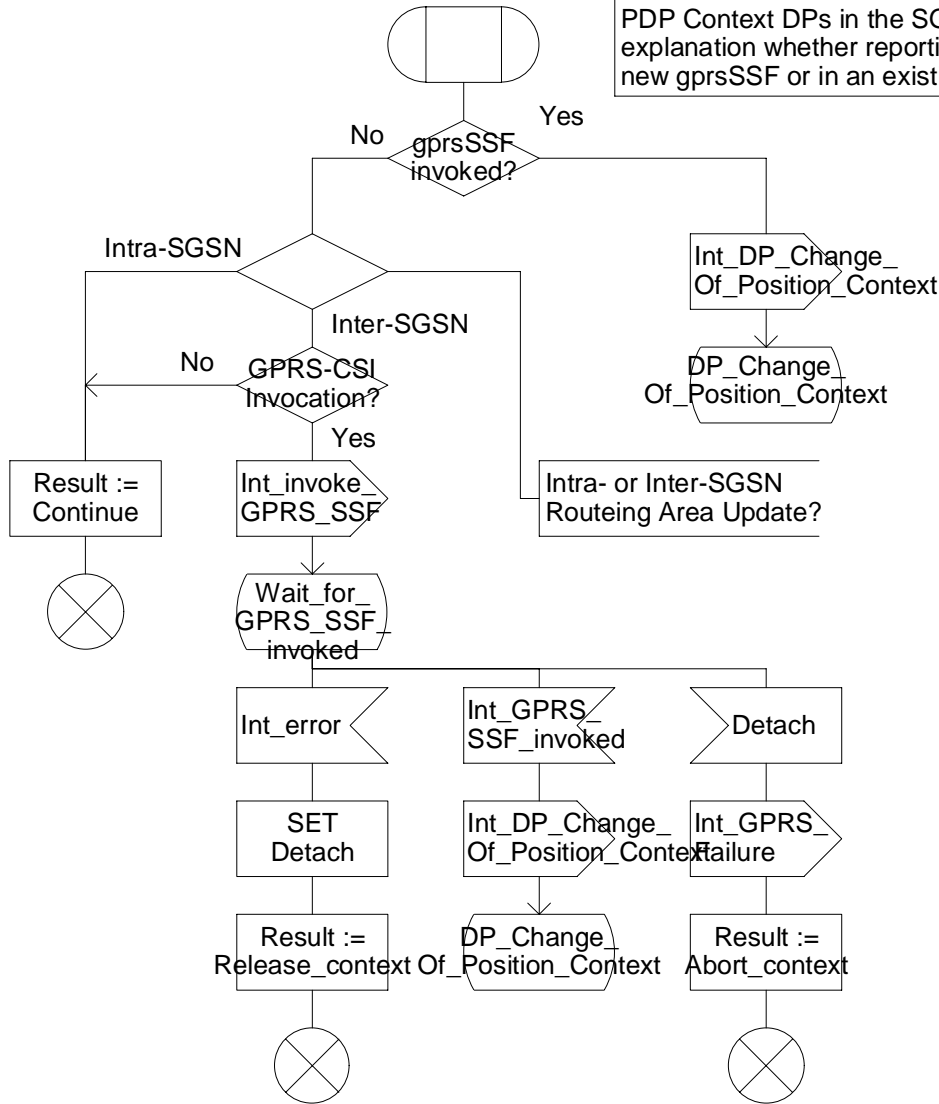 PDP Context DPs in the
explanation whether
new gprsSSF or in an
Yes
No
gprsSSF
invoked?
Intra-SGSN
Int_DP_Change_
Of_Position_Context
Inter-SGSN
No
GPRS-CSI
Invocation?
DP_Change_
Of_Position_Context
Yes
Result :=
Continue
Int_invoke_
GPRS_SSF
Intra- or Inter-SGSN
Routeing Area Update?
Wait_for_
GPRS_SSF_
invoked
Int_error
Int_GPRS_
SSF_invoked
Detach
SET
Detach
Int_DP_Change_
Of_Position_Context
Int_GPRS_
Failure
Result :=
Release_context
DP_Change_
Of_Position_Context
Result :=
Abort_context